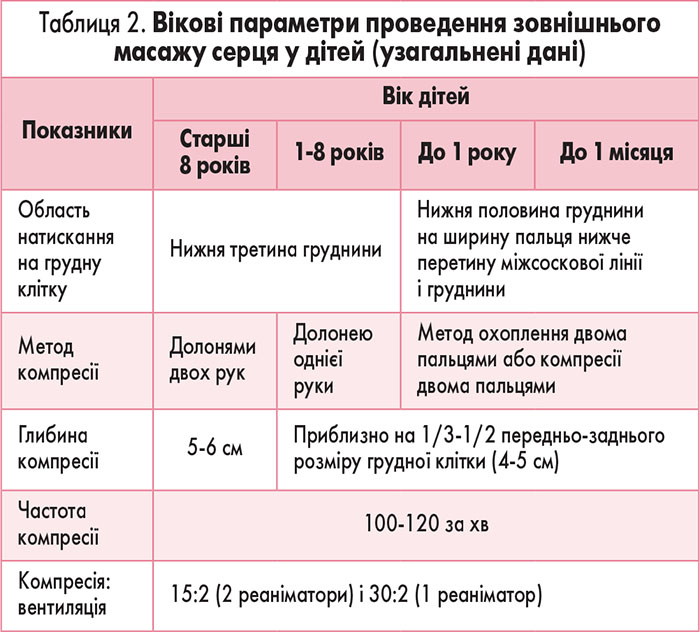 Таблиця 2. Вікові параметри проведення зовнішнього
масажу серця у дітей (узагальнені дані)
Показники
Вік дітей
Старші
8 років
1-8 років
До 1 року
До 1 місяця
Область
натискання
на грудну
клітку
Нижня третина груднини
Нижня половина груднини
на ширину пальця нижче
перетину міжсоскової лінії
і груднини
Метод
компресії
Долонями
двох рук
Долонею
однієї
руки
Метод охоплення двома
пальцями або компресії
двома пальцями
Глибина
компресії
5-6 см
Приблизно на 1/3-1/2 передньо-заднього
розміру грудної клітки (4-5 см)
Частота
компресії
100-120 за хв
Компресія:
вентиляція
15:2 (2 реаніматори) і 30:2 (1 реаніматор)